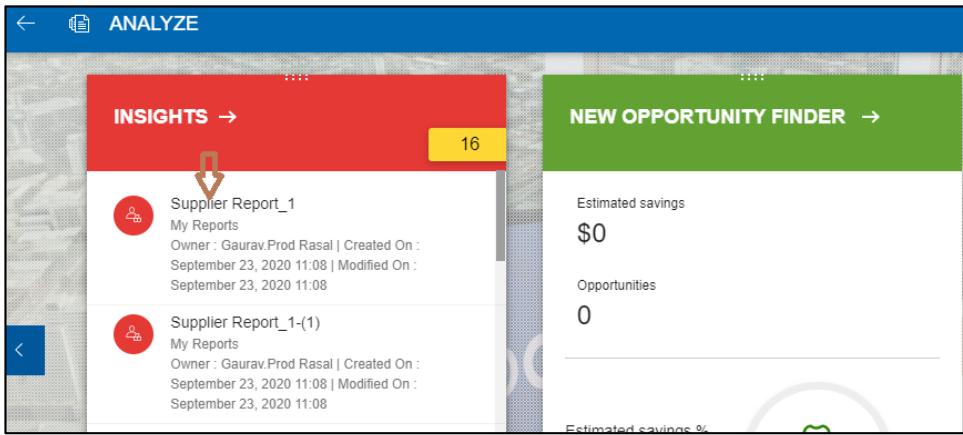 ANALYZE
INSIGHTS →
16
Supplier Report_1
My Reports
Owner : Gaurav.Prod Rasal | Created On :
September 23, 2020 11:08 | Modified On :
September 23, 2020 11:08
Supplier Report_1-(1)
My Reports
Owner : Gaurav.Prod Rasal | Created On :
September 23, 2020 11:08 | Modified On :
September 23, 2020 11:08
NEW OPPORTUNITY FINDER →
Estimated savings
$0
Opportunities
0
Estimated savings %